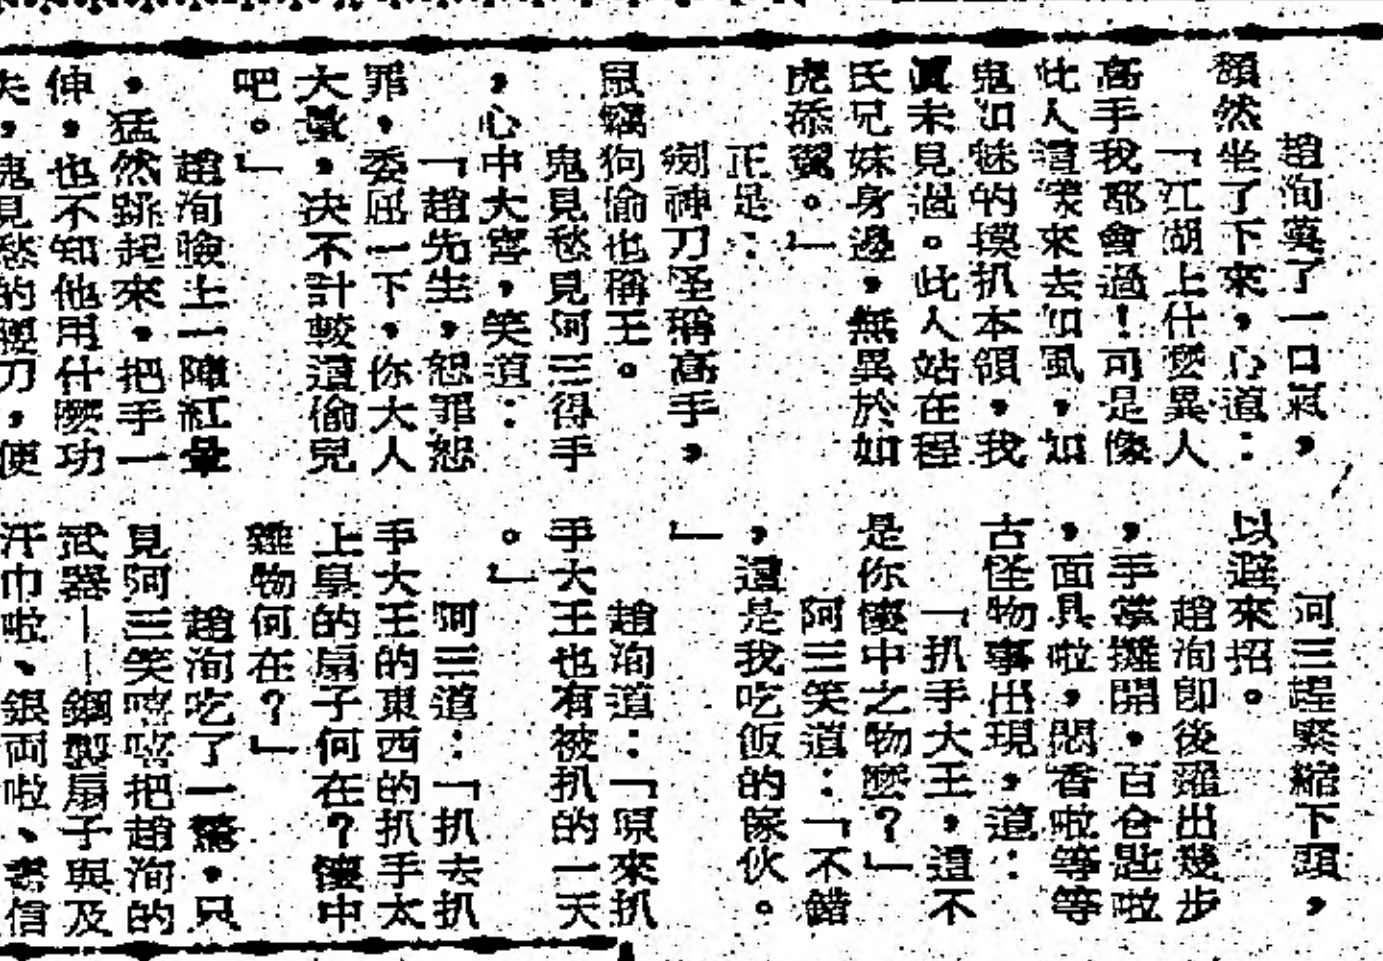 趙洵嘆了一口氣，
頹然坐了下來，心道：
「江湖上什麼異人
高手我都會過！可是像
此人這樣來去如風，如
鬼如魅的摸扒本領，我
眞未見過。此人站在程
氏兄妹身邊，無異於如
虎添翼。」
正是：
劍神刀怪稱高手，
鼠竊狗偷也稱王。
鬼見愁見阿三得手
，心中大喜，笑道：
「趙先生，恕罪恕
罪，委屈一下，你大人
大量，決不計較這偷兒
吧。」
趙洵臉上一陣紅暈
，猛然跳起來，把手一
伸，也不知他用什麼功
夫，鬼見愁的腰刀，便
阿三趕緊縮下頭，
以避來招。
趙洵即後躍出幾步
，手掌攤開，百合匙啦
，面具啦，悶香啦等等
古怪物事出現，道：
「扒手大王，這不
是你懷中之物麼？」
阿三笑道：「不錯
，這是我吃飯的傢伙。
」
趙洵道：「原來扒
手大王也有被扒的一天
。」
阿三道：「扒去扒
手大王的東西的扒手太
上皇的扇子何在？懷中
雜物何在？」
趙洵吃了一驚，只
見阿三笑嘻嘻把趙洵的
武器——鋼製扇子與及
汗巾啦、銀両啦、書信